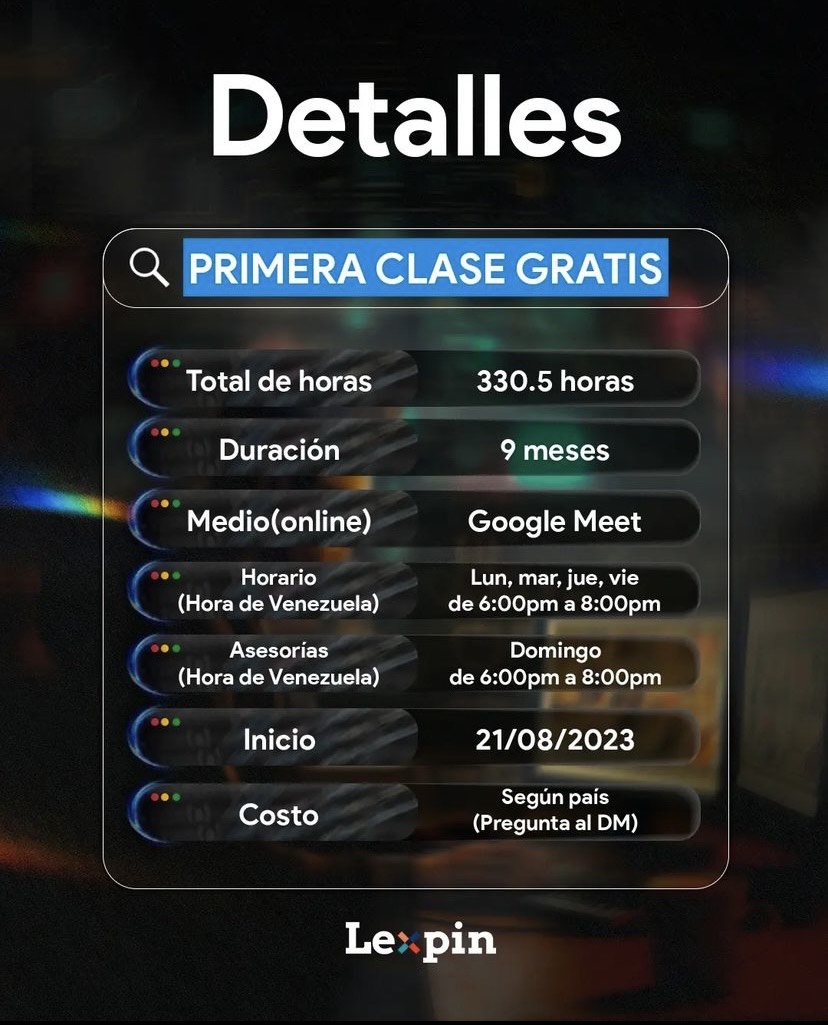 Detalles
PRIMERA CLASE GRATIS
Total de horas
330.5 horas
Duración
9 meses
Medio(online)
Google Meet
Horario
(Hora de Venezuela)
Lun, mar, jue, vie
de 6:00pm a 8:00pm
Asesorías
(Hora de Venezuela)
Domingo
de 6:00pm a 8:00pm
Inicio
21/08/2023
Costo
Según país
(Pregunta al DM)
Lexpin